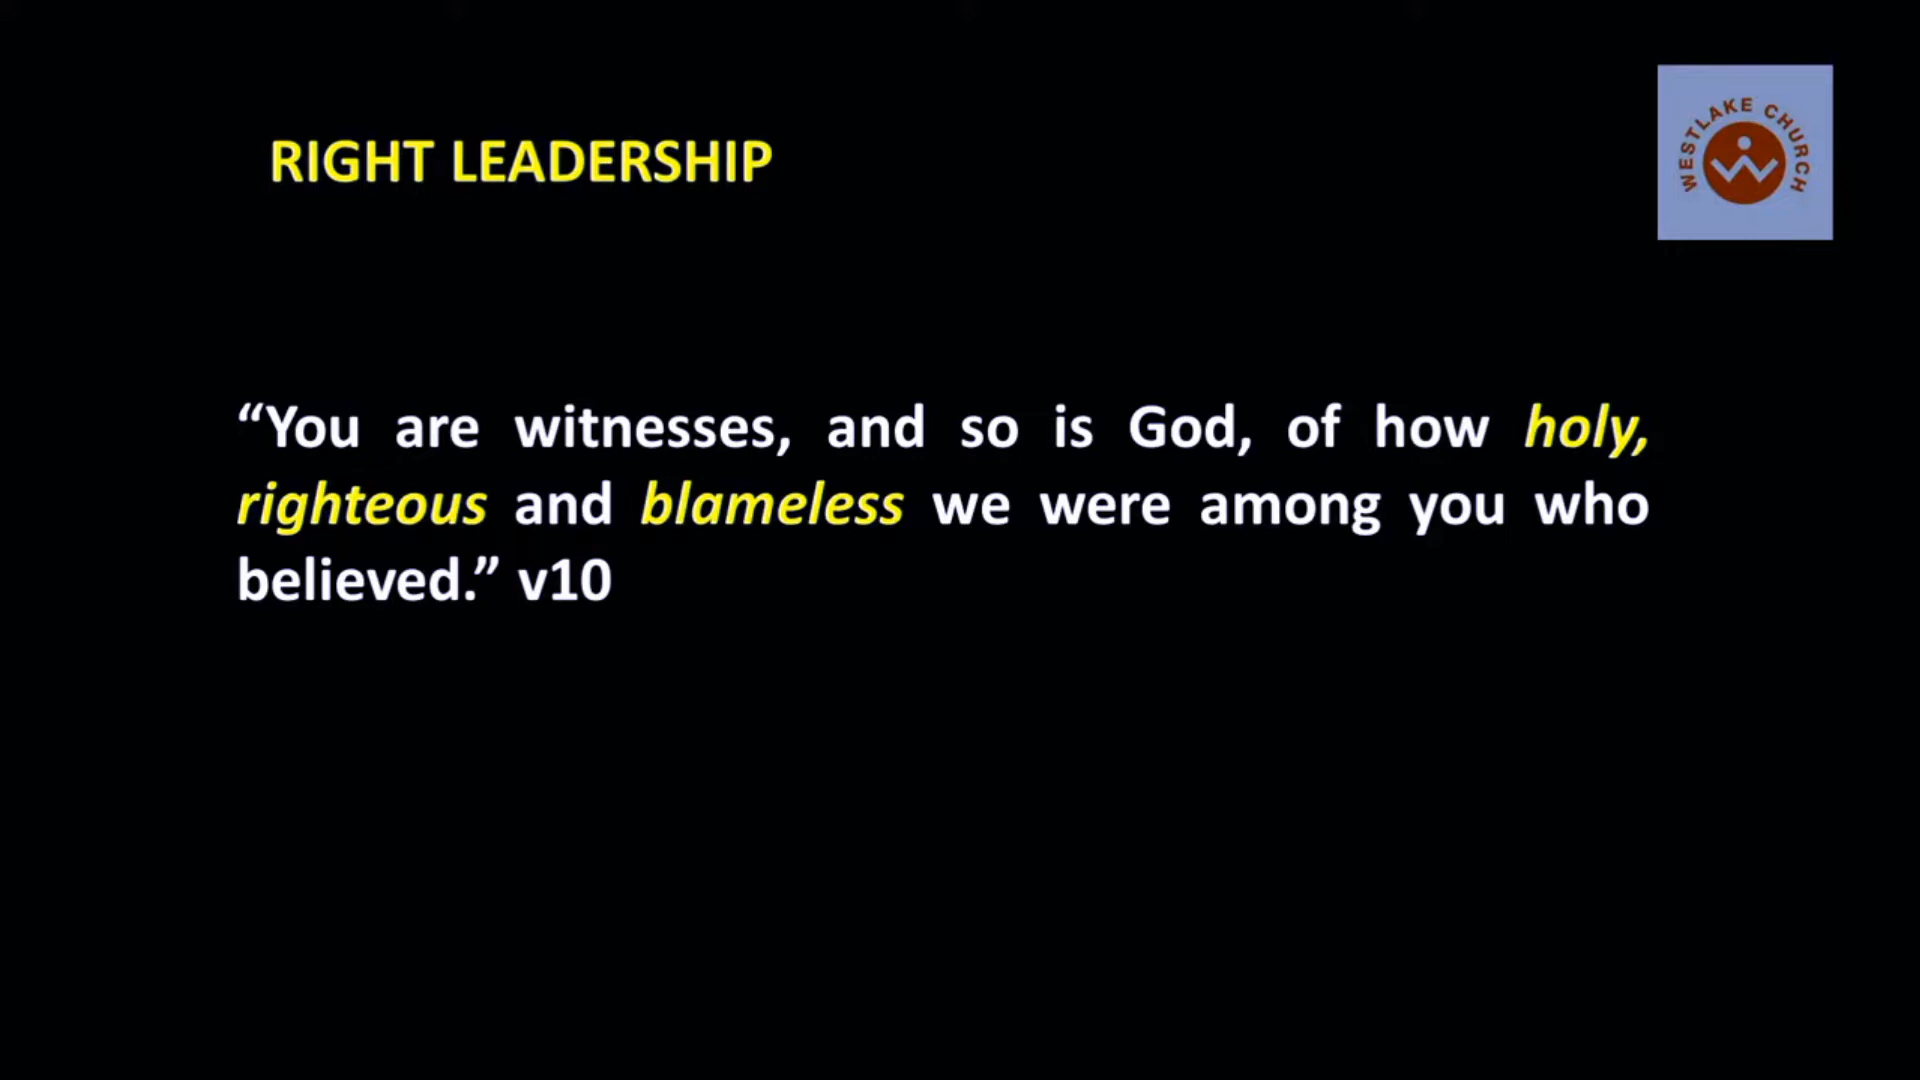 RIGHT LEADERSHIP
WESTLAKE CHURCH
“You are witnesses, and so is God, of how holy,
righteous and blameless we were among you who
believed.” v10